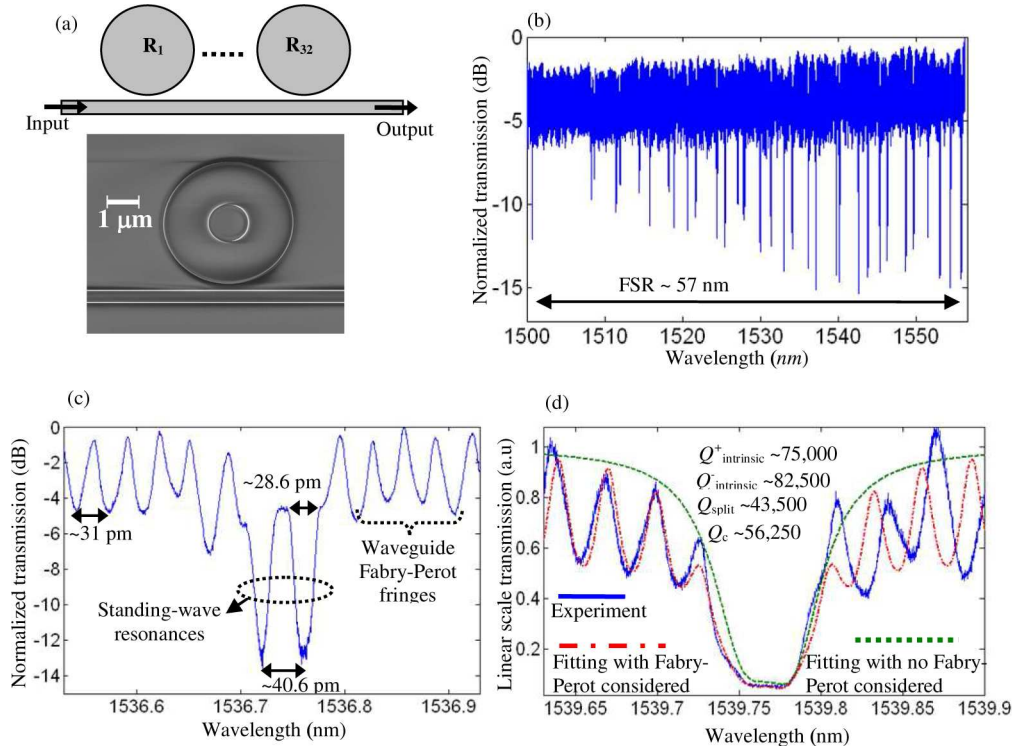 (a)
R1
R32
Input
Output
1 μm
(b)
Normalized transmission (dB)
0
-5
-10
-15
FSR ~ 57 nm
1500 1510 1520 1530 1540 1550
Wavelength (nm)
(c)
Normalized transmission (dB)
0
-2
-4
-6
-8
-10
-12
-14
~31 pm
~28.6 pm
Waveguide
Fabry-Perot
fringes
Standing-wave
resonances
~40.6 pm
1536.6 1536.7 1536.8 1536.9
Wavelength (nm)
(d)
Linear scale transmission (a.u)
1
0.8
0.6
0.4
0.2
0
Q+intrinsic ~75,000
Q-intrinsic ~82,500
Qsplit ~43,500
Qc ~56,250
Experiment
Fitting with Fabry-
Perot considered
Fitting with no Fabry-
Perot considered
1539.65 1539.7 1539.75 1539.8 1539.85 1539.9
Wavelength (nm)